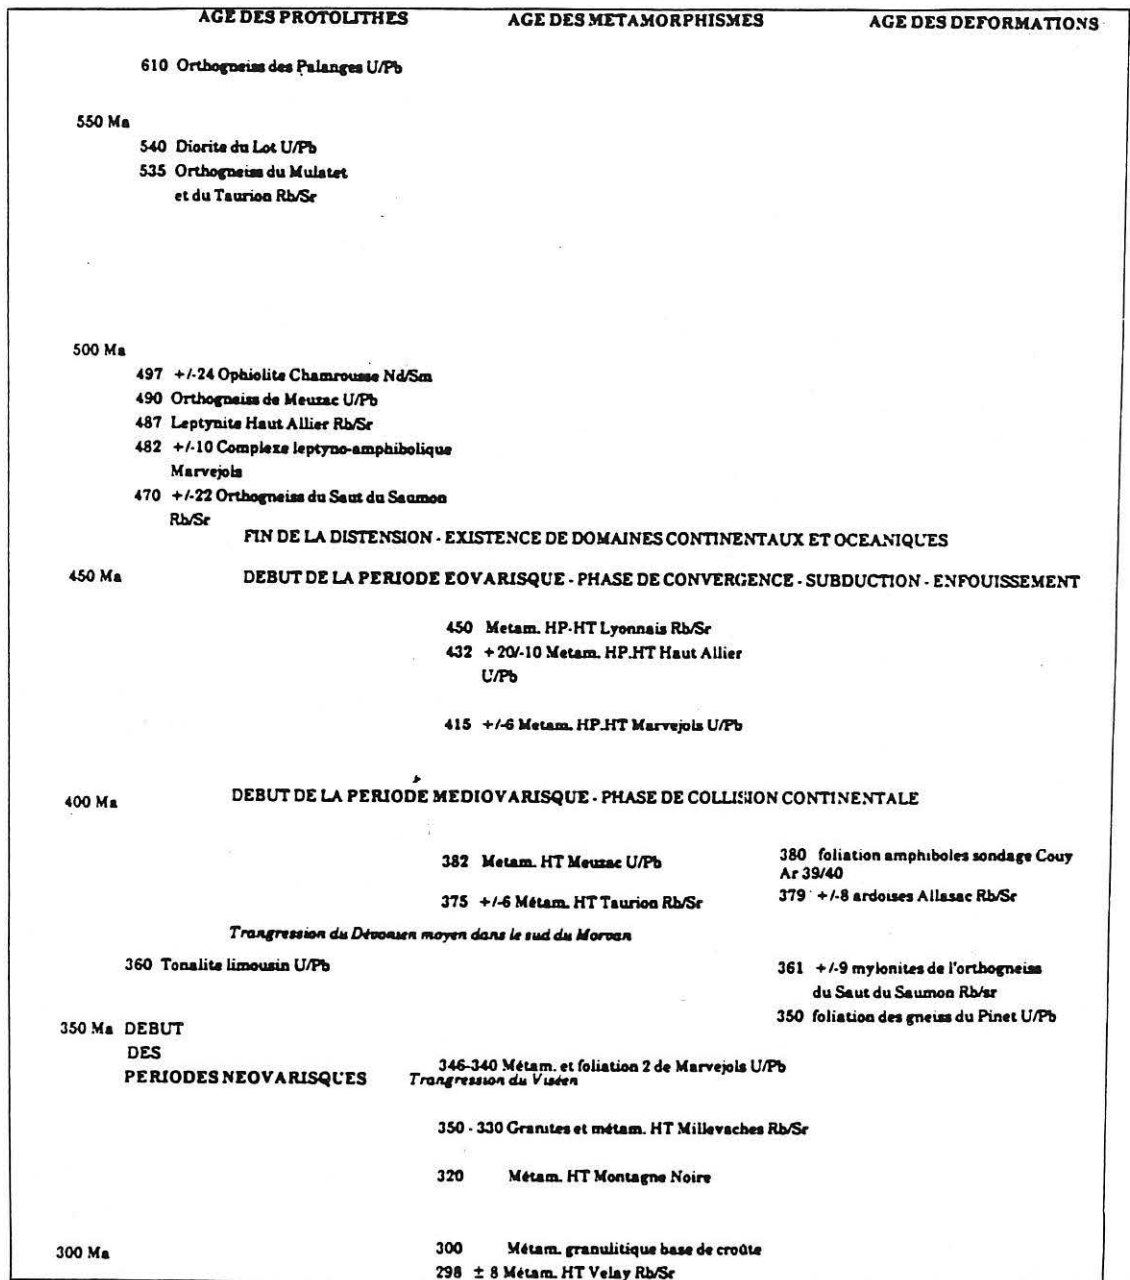 AGE DES PROTOLITHES AGE DES METAMORPHISMES AGE DES DEFORMATIONS
610 Orthogneiss des Palanges U/Pb
550 Ma
540 Diorite du Lot U/Pb
535 Orthogneiss du Mulatet
et du Taurion Rb/Sr
500 Ma
497 +/-24 Ophiolite Chamrousse Nd/Sm
490 Orthogneiss de Meuzac U/Pb
487 Leptynite Haut Allier Rb/Sr
482 +/-10 Complexe leptyno-amphibolique
Marvejols
470 +/-22 Orthogneiss du Saut du Saumon
Rb/Sr
FIN DE LA DISTENSION - EXISTENCE DE DOMAINES CONTINENTAUX ET OCEANIQUES
450 Ma DEBUT DE LA PERIODE EOVARISQUE - PHASE DE CONVERGENCE - SUBDUCTION - ENFOUISSEMENT
450 Metam. HP-HT Lyonnais Rb/Sr
432 +20/-10 Metam. HP.HT Haut Allier
U/Pb
415 +/-6 Metam. HP.HT Marvejols U/Pb
400 Ma DEBUT DE LA PERIODE MEDIOVARISQUE - PHASE DE COLLISION CONTINENTALE
382 Metam. HT Meuzac U/Pb
380 foliation amphiboles sondage Couy
Ar 39/40
375 +/-6 Métam. HT Taurion Rb/Sr
379 +/-8 ardoises Allasac Rb/Sr
Trangression du Dévonien moyen dans le sud du Morvan
360 Tonalite limousin U/Pb
361 +/-9 mylonites de l'orthogneiss
du Saut du Saumon Rb/sr
350 foliation des gneiss du Pinet U/Pb
350 Ma DEBUT
DES
PERIODES NEOVARISQUES
346-340 Métam. et foliation 2 de Marvejols U/Pb
Trangression du Viséen
350 - 330 Granites et métam. HT Millevaches Rb/Sr
320 Métam. HT Montagne Noire
300 Ma
300 Métam. granulitique base de croûte
298 ± 8 Métam. HT Velay Rb/Sr